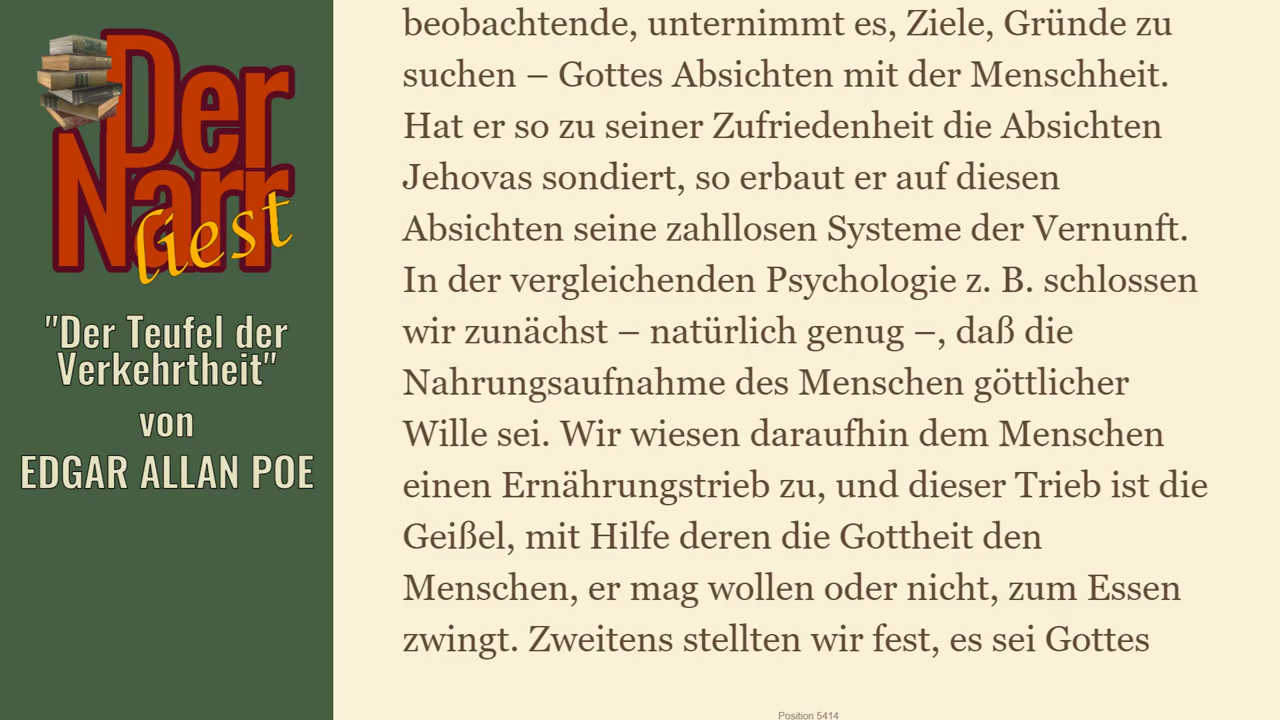 Der
Narr
liest
"Der Teufel der
Verkehrtheit"
von
EDGAR ALLAN POE
beobachtende, unternimmt es, Ziele, Gründe zu
suchen – Gottes Absichten mit der Menschheit.
Hat er so zu seiner Zufriedenheit die Absichten
Jehovas sondiert, so erbaut er auf diesen
Absichten seine zahllosen Systeme der Vernunft.
In der vergleichenden Psychologie z. B. schlossen
wir zunächst – natürlich genug –, daß die
Nahrungsaufnahme des Menschen göttlicher
Wille sei. Wir wiesen daraufhin dem Menschen
einen Ernährungstrieb zu, und dieser Trieb ist die
Geißel, mit Hilfe deren die Gottheit den
Menschen, er mag wollen oder nicht, zum Essen
zwingt. Zweitens stellten wir fest, es sei Gottes
Position 5414